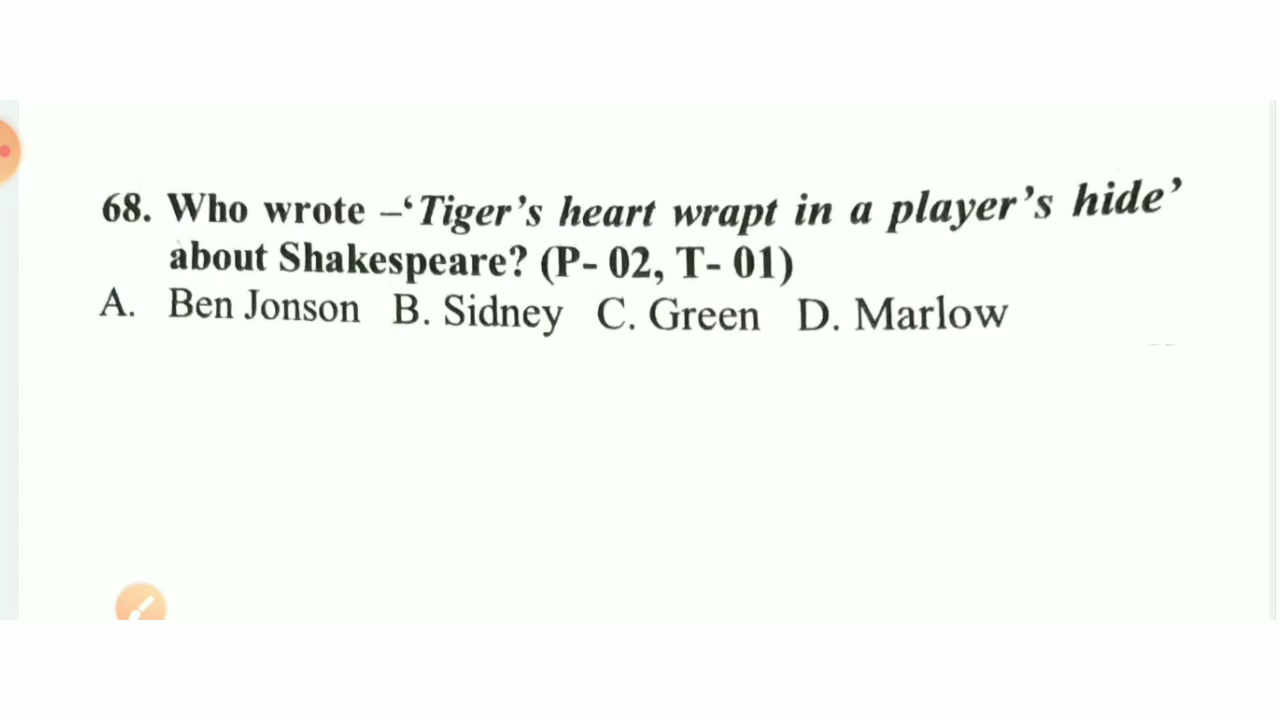 68. Who wrote –‘Tiger’s heart wrapt in a player’s hide’
about Shakespeare? (P- 02, T- 01)
A. Ben Jonson B. Sidney C. Green D. Marlow